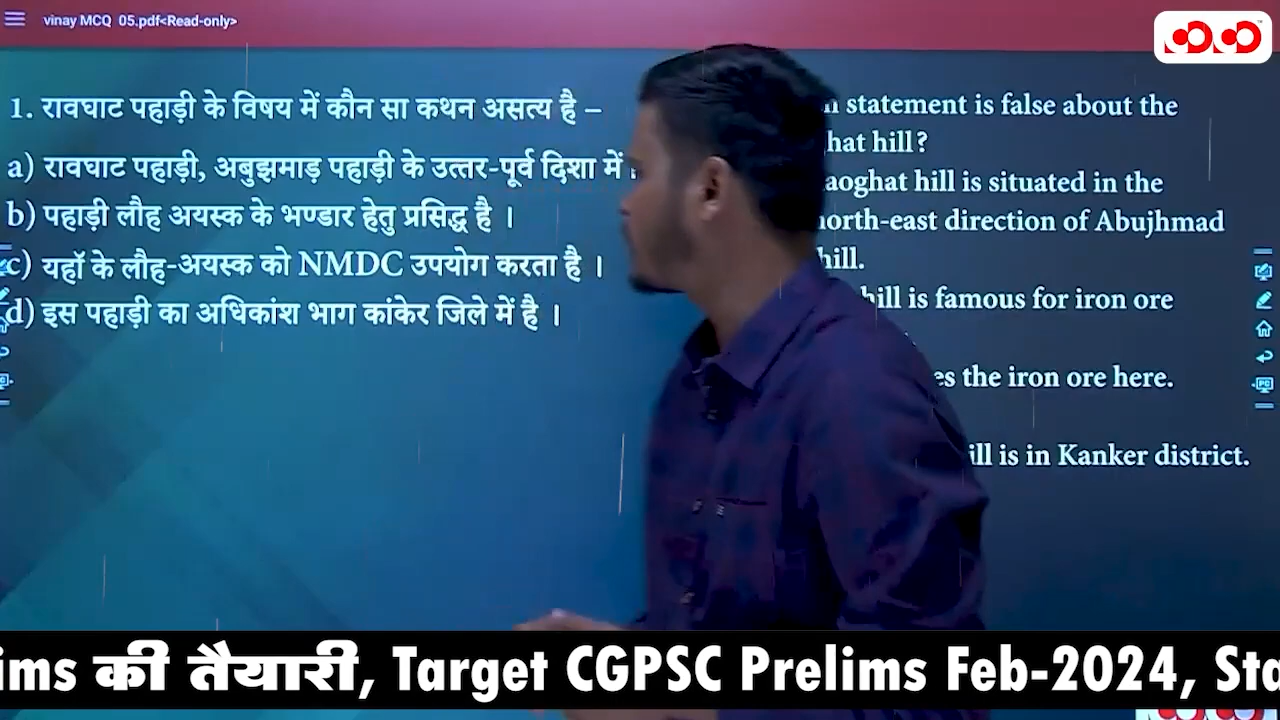 vinay MCQ 05.pdf<Read-only>
1. रावघाट पहाड़ी के विषय में कौन सा कथन असत्य है –
a) रावघाट पहाड़ी, अबुझमाड़ पहाड़ी के उत्तर-पूर्व दिशा में
b) पहाड़ी लौह अयस्क के भण्डार हेतु प्रसिद्ध है ।
c) यहॉ के लौह-अयस्क को NMDC उपयोग करता है ।
d) इस पहाड़ी का अधिकांश भाग कांकेर जिले में है ।
statement is false about the
hat hill?
aoghat hill is situated in the
north-east direction of Abujhmad
hill.
hill is famous for iron ore
es the iron ore here.
ill is in Kanker district.
PC
ims की तैयारी, Target CGPSC Prelims Feb-2024, Sta